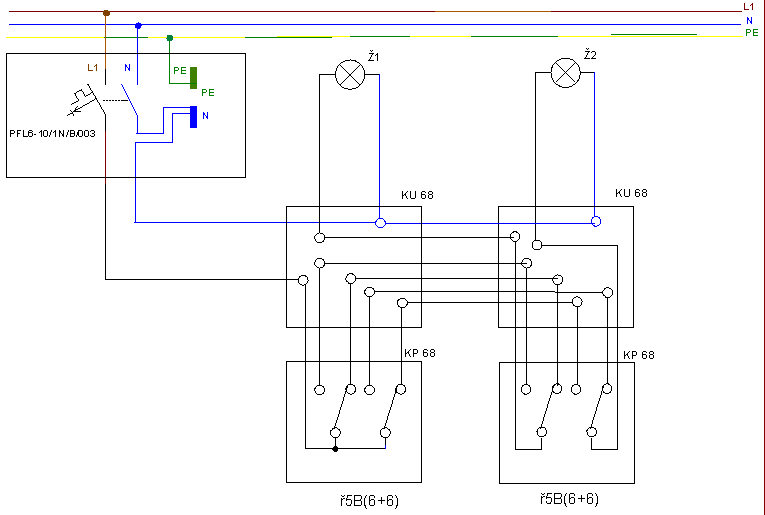 L1
N
PE
L1 N PE
PE
N
PFL6-10/1N/B/003
Ž1 Ž2
KU 68 KU 68
KP 68 KP 68
ř5B(6+6) ř5B(6+6)